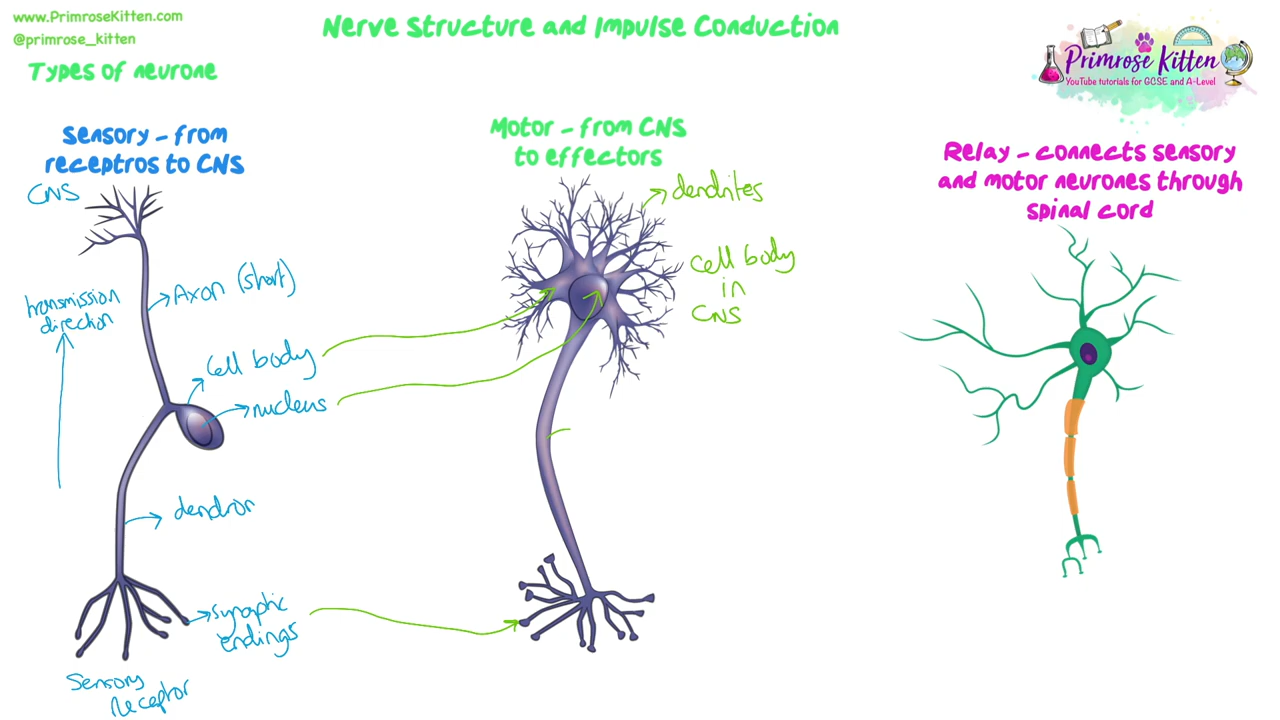 www.PrimroseKitten.com
@primrose_kitten
Nerve Structure and Impulse Conduction
Primrose Kitten
YouTube tutorials for GCSE and A-Level
Types of neurone
Sensory - from
receptros to CNS
CNS
transmission
direction
Axon (short)
Cell body
nucleus
dendron
synaphic
endings
Sensory
receptor
Motor - from CNS
to effectors
dendrites
Cell body
in
CNS
Relay - connects sensory
and motor neurones through
spinal cord